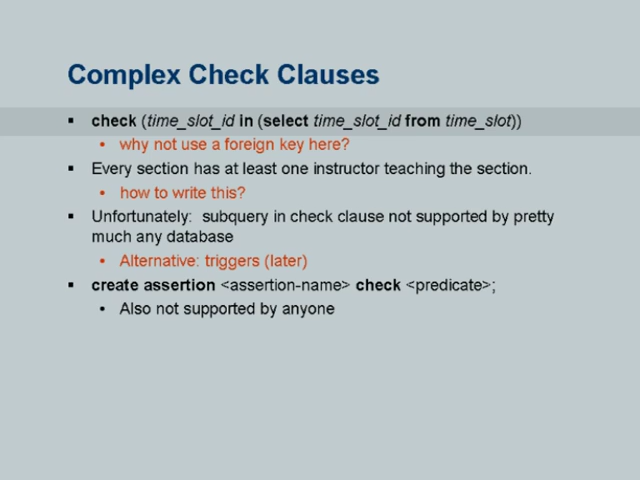 Complex Check Clauses
▪ check (time_slot_id in (select time_slot_id from time_slot))
• why not use a foreign key here?
▪ Every section has at least one instructor teaching the section.
• how to write this?
▪ Unfortunately: subquery in check clause not supported by pretty
much any database
• Alternative: triggers (later)
▪ create assertion <assertion-name> check <predicate>;
• Also not supported by anyone